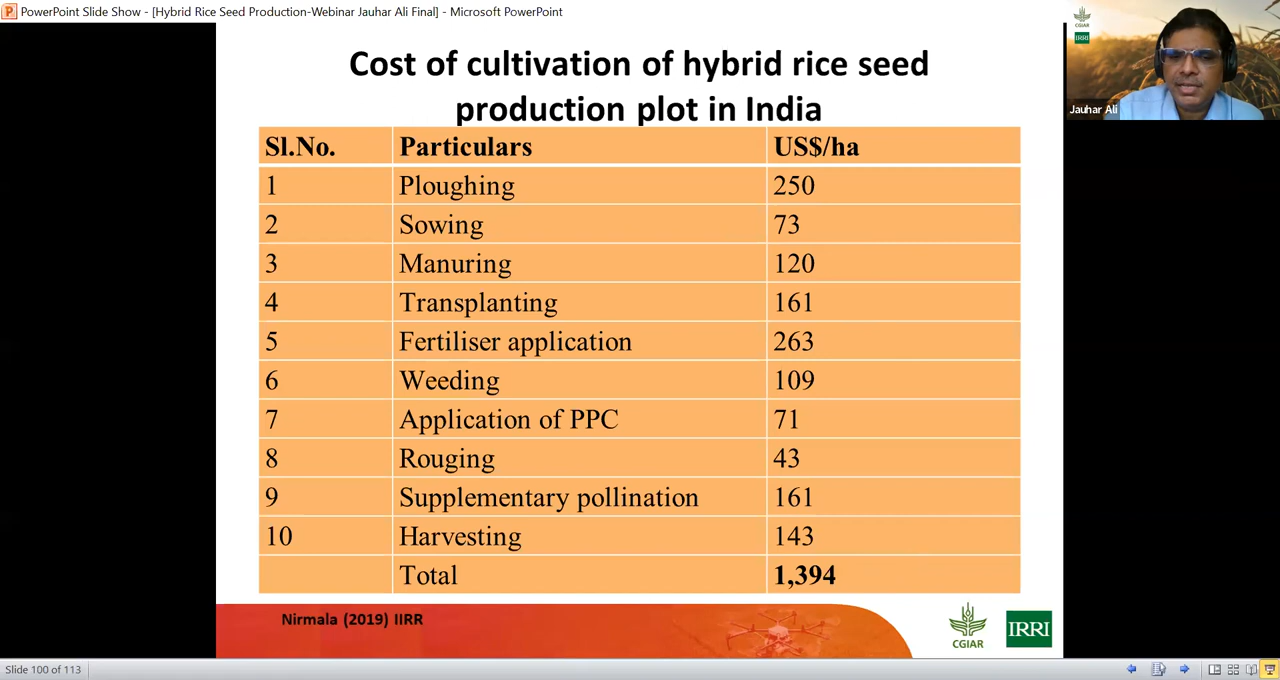 PowerPoint Slide Show - [Hybrid Rice Seed Production-Webinar Jauhar Ali Final] - Microsoft PowerPoint
Cost of cultivation of hybrid rice seed
production plot in India
Sl.No. Particulars US$/ha
1 Ploughing 250
2 Sowing 73
3 Manuring 120
4 Transplanting 161
5 Fertiliser application 263
6 Weeding 109
7 Application of PPC 71
8 Rouging 43
9 Supplementary pollination 161
10 Harvesting 143
Total 1,394
Nirmala (2019) IIRR
CGIAR
IRRI
CGIAR
IRRI
Jauhar Ali
Slide 100 of 113